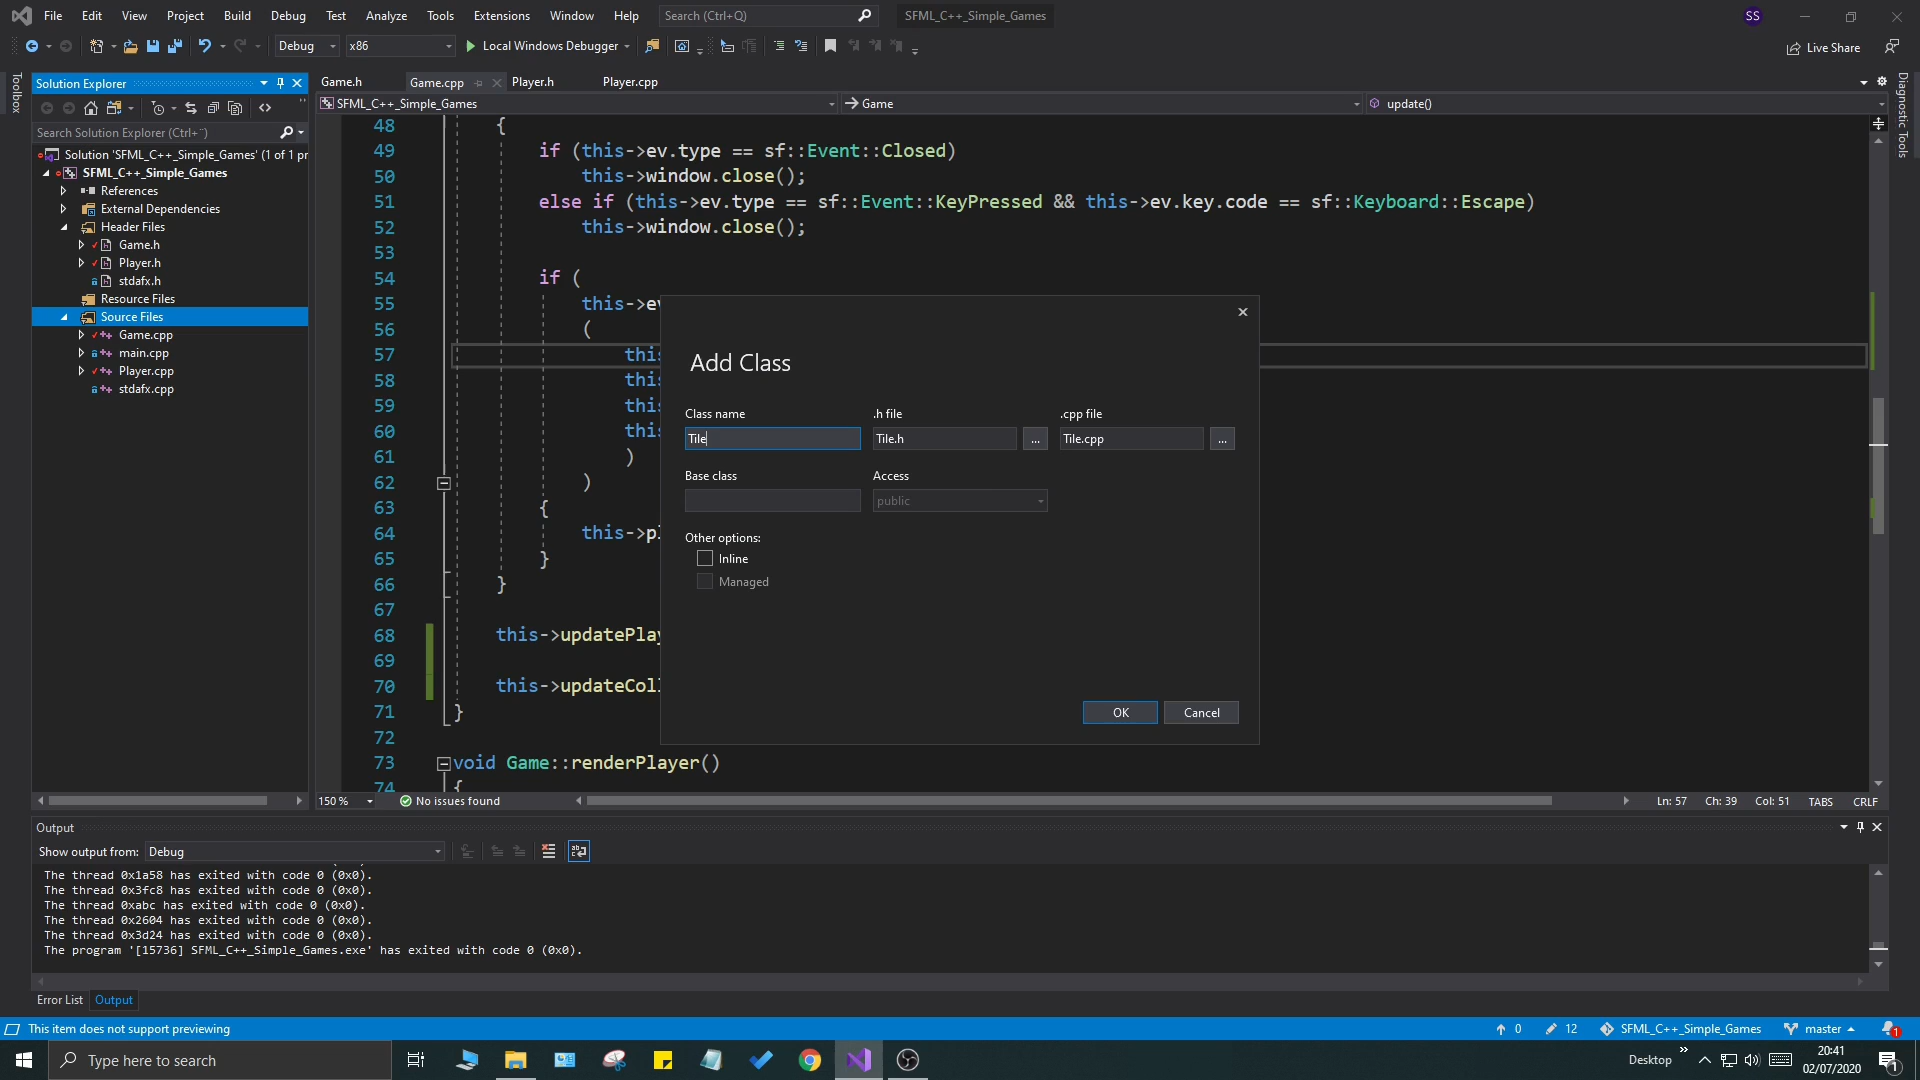 File Edit View Project Build Debug Test Analyze Tools Extensions Window Help Search (Ctrl+Q) SFML_C++_Simple_Games SS
Debug x86 Local Windows Debugger Live Share
Toolbox
Solution Explorer
Search Solution Explorer (Ctrl+¨)
Solution 'SFML_C++_Simple_Games' (1 of 1 pr
SFML_C++_Simple_Games
References
External Dependencies
Header Files
Game.h
Player.h
stdafx.h
Resource Files
Source Files
Game.cpp
main.cpp
Player.cpp
stdafx.cpp
Game.h Game.cpp Player.h Player.cpp
SFML_C++_Simple_Games Game update()
48 {
49 if (this->ev.type == sf::Event::Closed)
50 this->window.close();
51 else if (this->ev.type == sf::Event::KeyPressed && this->ev.key.code == sf::Keyboard::Escape)
52 this->window.close();
53
54 if (
55 this->ev
56 (
57 this
58 this
59 this
60 this
61 )
62 )
63 {
64 this->pl
65 }
66 }
67
68 this->updatePlay
69
70 this->updateColl
71 }
72
73 void Game::renderPlayer()
74 {
Add Class
Class name .h file .cpp file
Tile Tile.h ... Tile.cpp ...
Base class Access
public
Other options:
Inline
Managed
OK Cancel
Diagnostic Tools
150 % No issues found Ln: 57 Ch: 39 Col: 51 TABS CRLF
Output
Show output from: Debug
The thread 0x1a58 has exited with code 0 (0x0).
The thread 0x3fc8 has exited with code 0 (0x0).
The thread 0xabc has exited with code 0 (0x0).
The thread 0x2604 has exited with code 0 (0x0).
The thread 0x3d24 has exited with code 0 (0x0).
The program '[15736] SFML_C++_Simple_Games.exe' has exited with code 0 (0x0).
Error List Output
This item does not support previewing 0 12 SFML_C++_Simple_Games master 1
Type here to search Desktop 20:41
02/07/2020 1